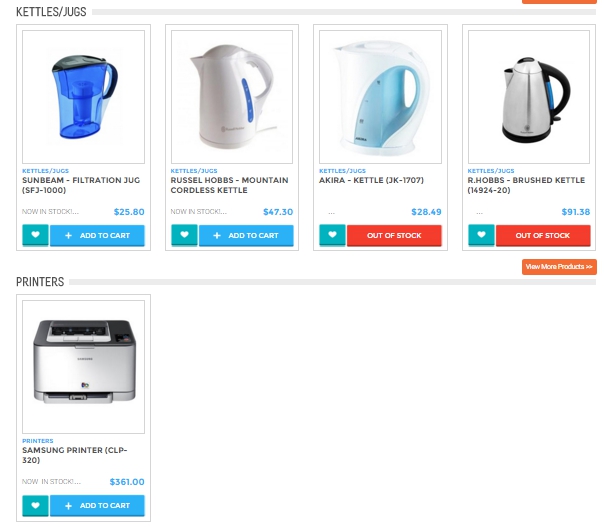 KETTLES/JUGS
KETTLES/JUGS
SUNBEAM - FILTRATION JUG
(SFJ-1000)
NOW IN STOCK!...
$25.80
ADD TO CART
KETTLES/JUGS
RUSSEL HOBBS - MOUNTAIN
CORDLESS KETTLE
NOW IN STOCK!...
$47.30
ADD TO CART
KETTLES/JUGS
AKIRA - KETTLE (JK-1707)
...
$28.49
OUT OF STOCK
KETTLES/JUGS
R.HOBBS - BRUSHED KETTLE
(14924-20)
...
$91.38
OUT OF STOCK
View More Products >>
PRINTERS
SAMSUNG
PRINTERS
SAMSUNG PRINTER (CLP-
320)
NOW IN STOCK!...
$361.00
ADD TO CART